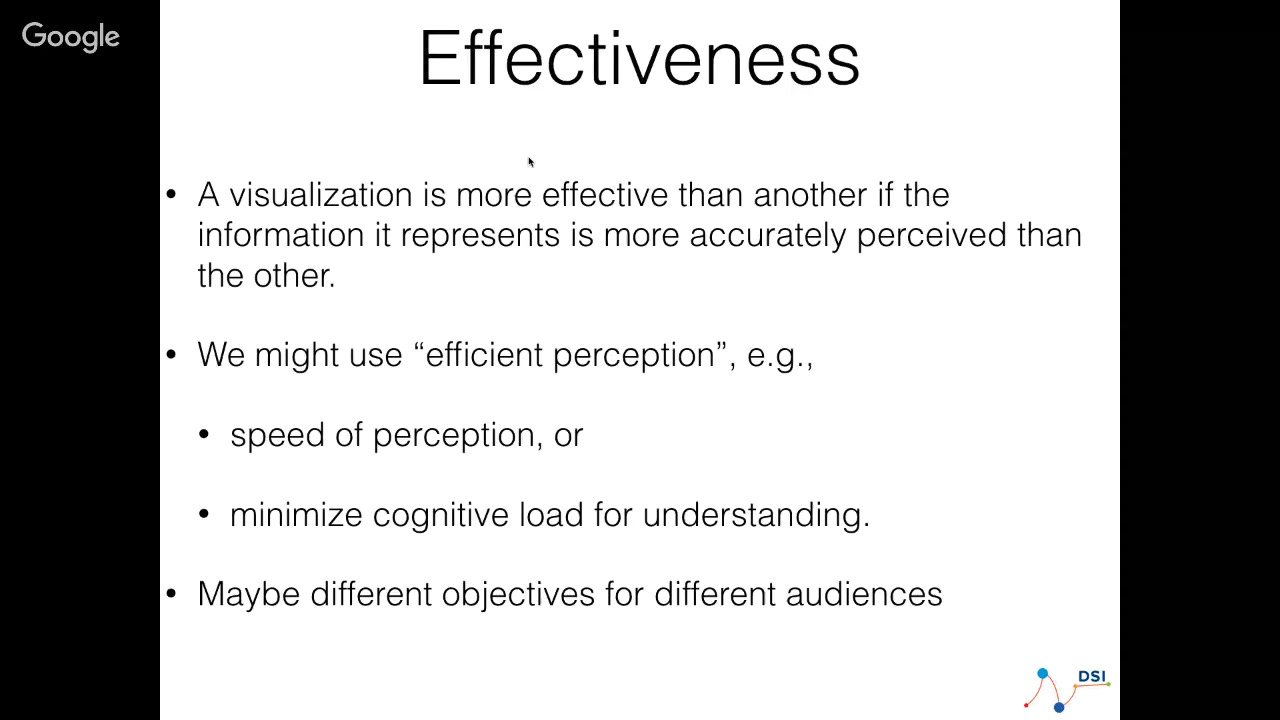 Google
Effectiveness
• A visualization is more effective than another if the
information it represents is more accurately perceived than
the other.
• We might use “efficient perception”, e.g.,
• speed of perception, or
• minimize cognitive load for understanding.
• Maybe different objectives for different audiences
DSI